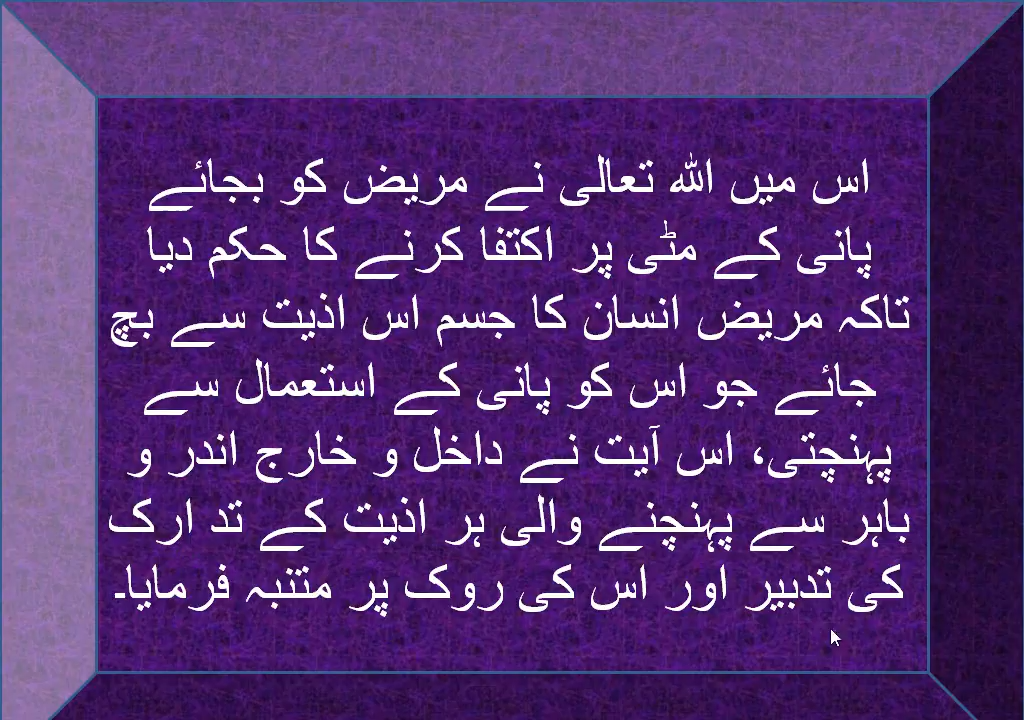 اس میں اللہ تعالی نے مریض کو بجائے
پانی کے مٹی پر اکتفا کرنے کا حکم دیا
تاکہ مریض انسان کا جسم اس اذیت سے بچ
جائے جو اس کو پانی کے استعمال سے
پہنچتی، اس آیت نے داخل و خارج اندر و
باہر سے پہنچنے والی ہر اذیت کے تد ارک
کی تدبیر اور اس کی روک پر متنبہ فرمایا۔